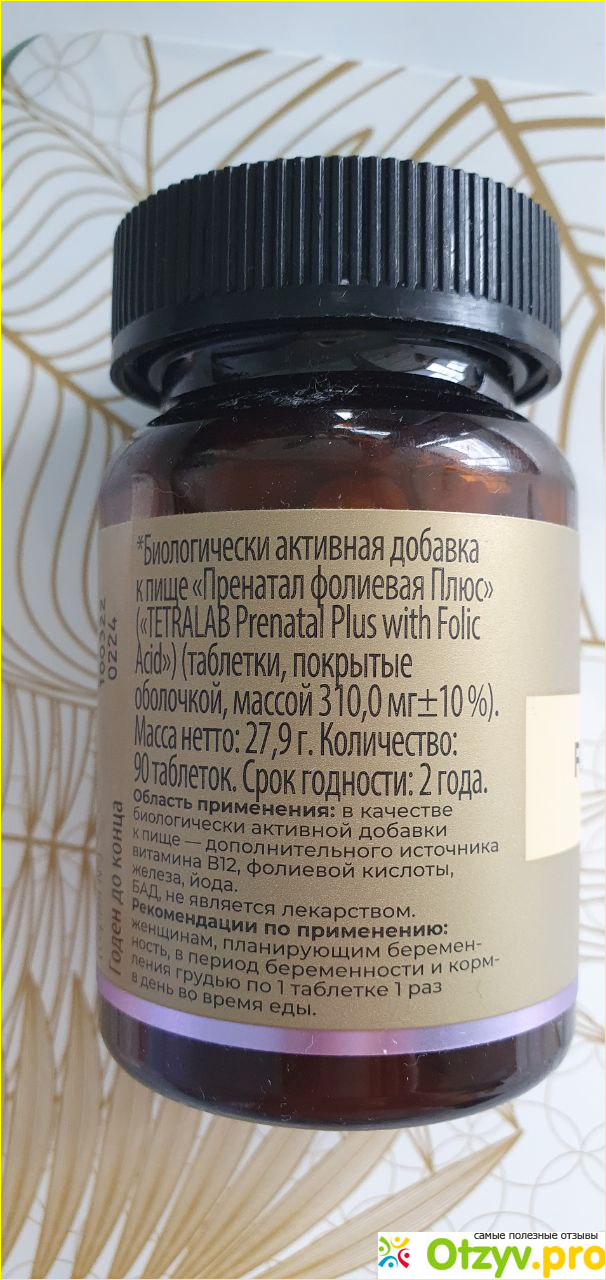 *Биологически активная добавка
к пище «Пренатал фолиевая Плюс»
(«TETRALAB Prenatal Plus with Folic
Acid») (таблетки, покрытые
оболочкой, массой 310,0 мг±10 %).
Масса нетто: 27,9 г. Количество:
90 таблеток. Срок годности: 2 года.
Область применения: в качестве
биологически активной добавки
к пище — дополнительного источника
витамина В12, фолиевой кислоты,
железа, йода.
БАД, не является лекарством.
Рекомендации по применению:
женщинам, планирующим беремен-
ность, в период беременности и корм-
ления грудью по 1 таблетке 1 раз
в день во время еды.
Годен до конца
100322
0224
F
самые полезные отзывы
Otzyv.pro